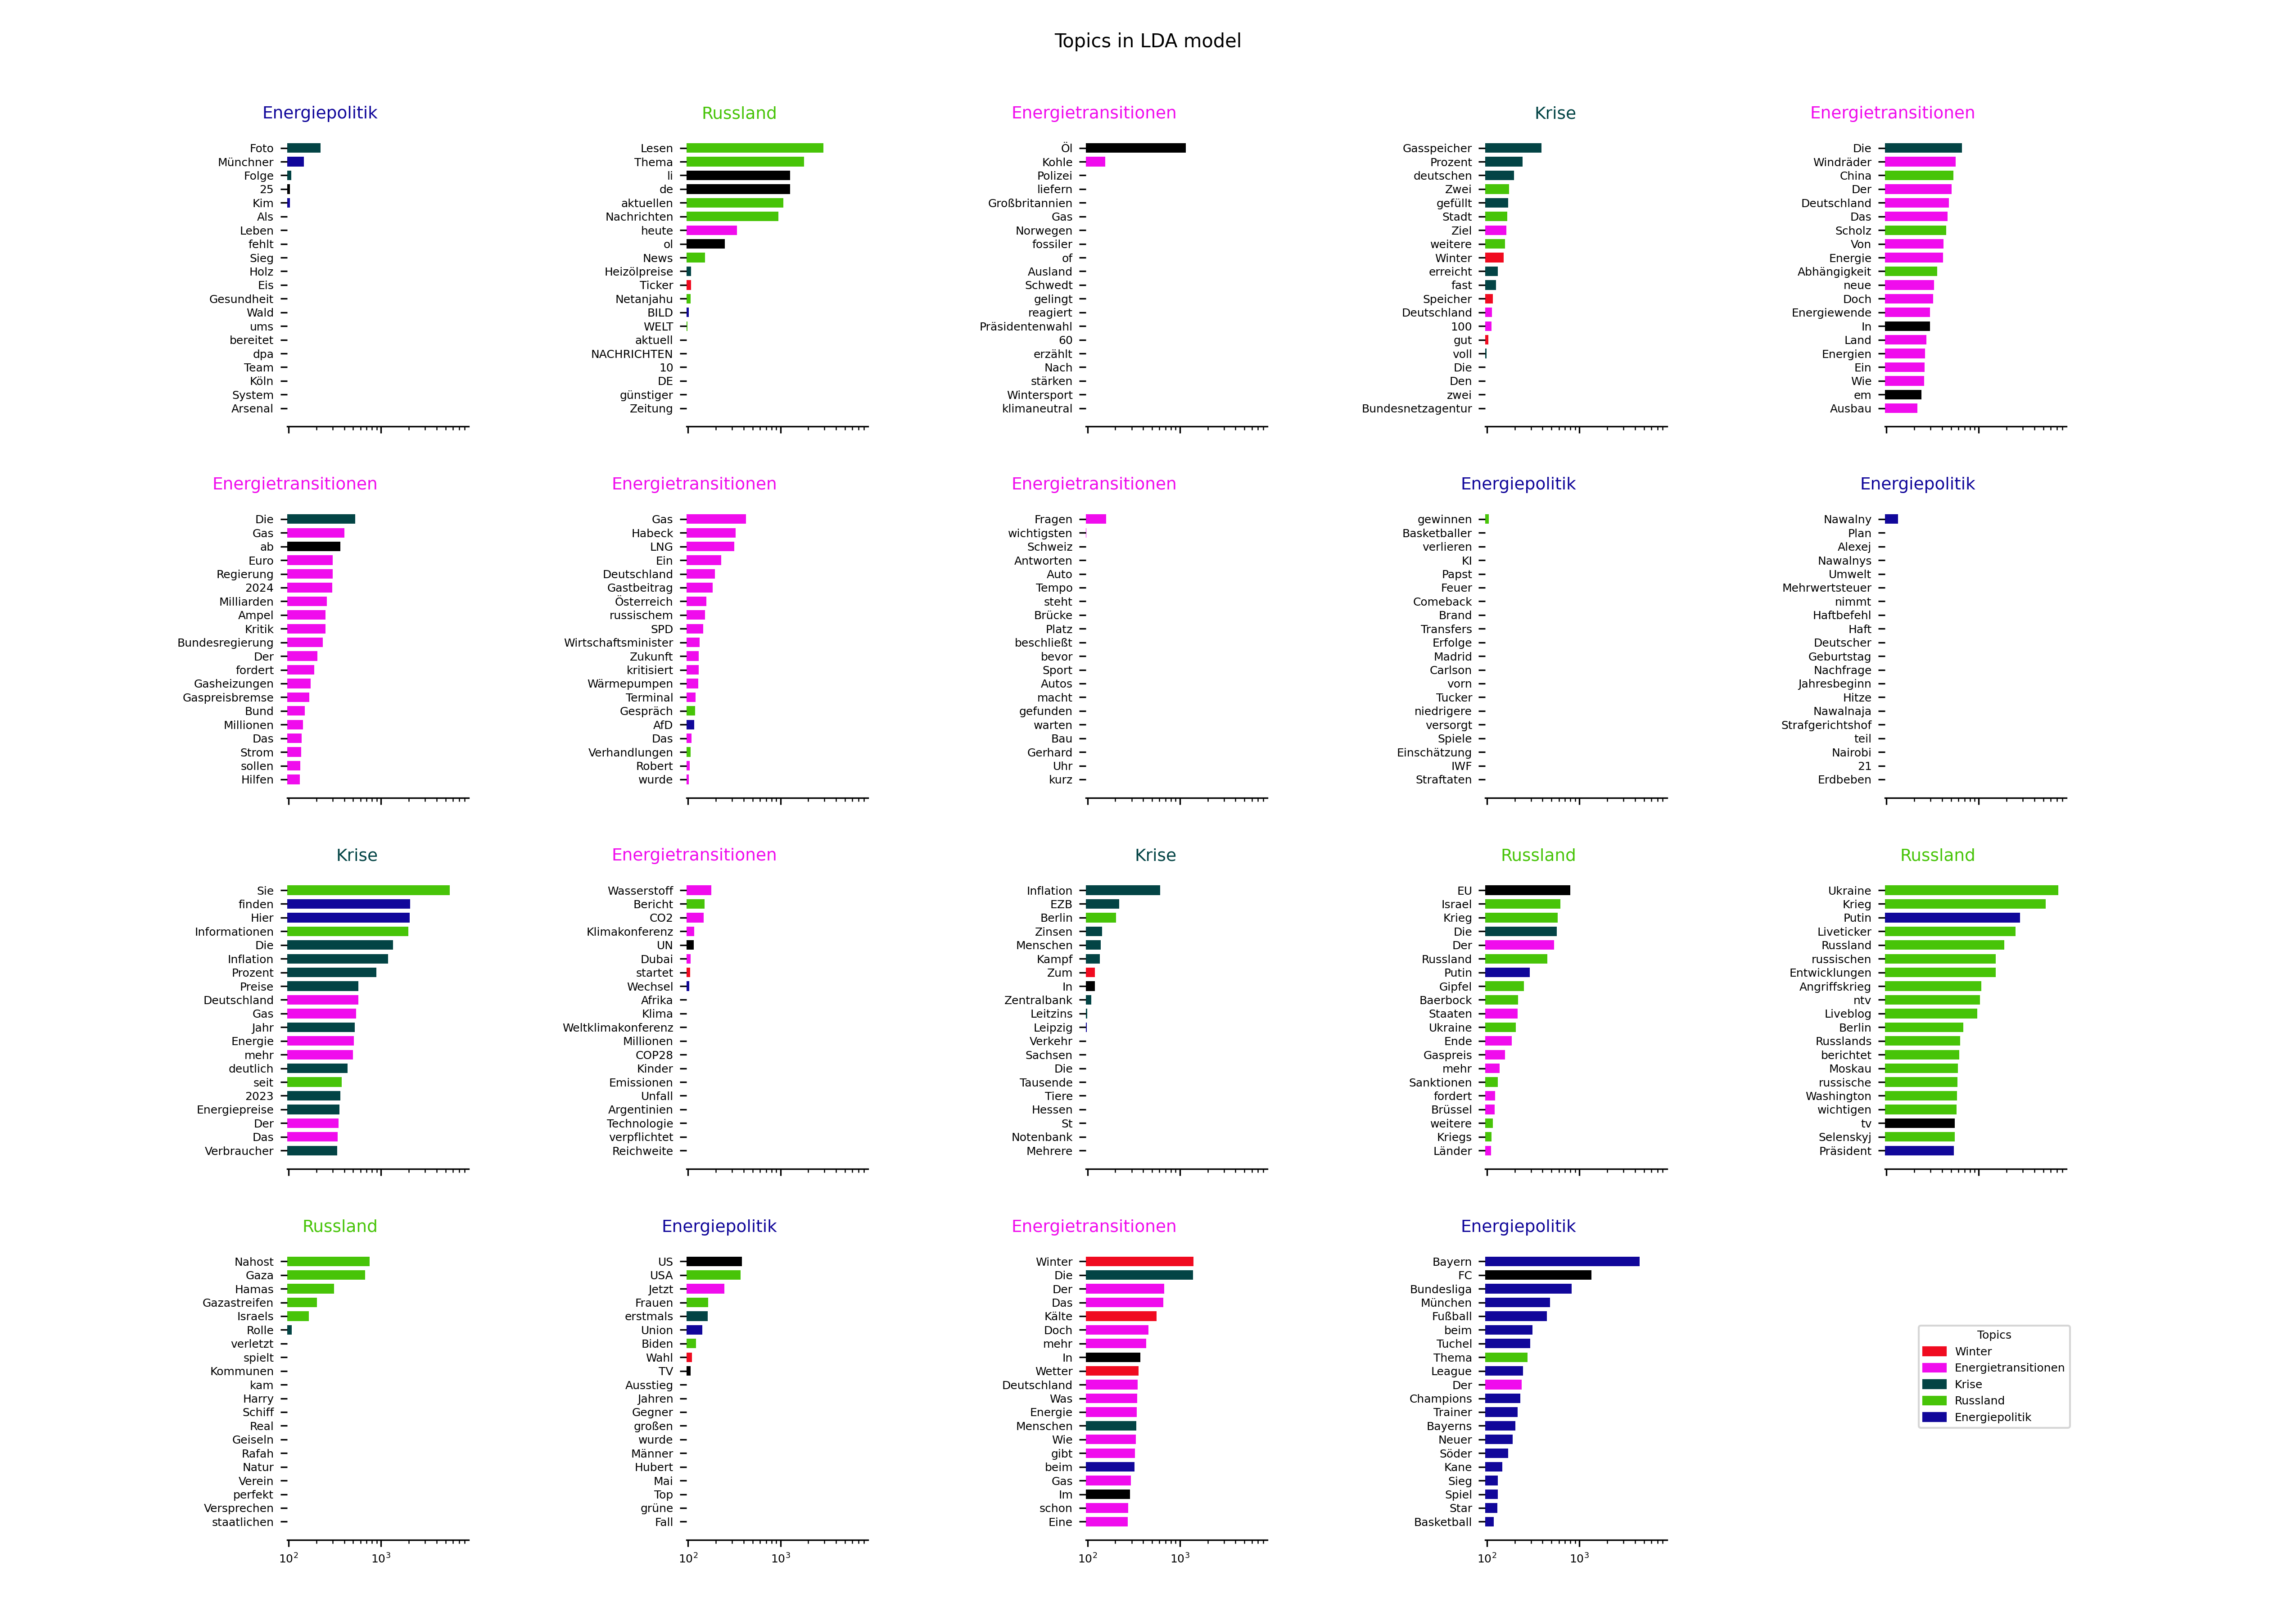 Topics in LDA model
Energiepolitik
Foto
Münchner
Folge
25
Kim
Als
Leben
fehlt
Sieg
Holz
Eis
Gesundheit
Wald
ums
bereitet
dpa
Team
Köln
System
Arsenal
Russland
Lesen
Thema
li
de
aktuellen
Nachrichten
heute
ol
News
Heizölpreise
Ticker
Netanjahu
BILD
WELT
aktuell
NACHRICHTEN
10
DE
günstiger
Zeitung
Energietransitionen
Öl
Kohle
Polizei
liefern
Großbritannien
Gas
Norwegen
fossiler
of
Ausland
Schwedt
gelingt
reagiert
Präsidentenwahl
60
erzählt
Nach
stärken
Wintersport
klimaneutral
Krise
Gasspeicher
Prozent
deutschen
Zwei
gefüllt
Stadt
Ziel
weitere
Winter
erreicht
fast
Speicher
Deutschland
100
gut
voll
Die
Den
zwei
Bundesnetzagentur
Energietransitionen
Die
Windräder
China
Der
Deutschland
Das
Scholz
Von
Energie
Abhängigkeit
neue
Doch
Energiewende
In
Land
Energien
Ein
Wie
em
Ausbau
Energietransitionen
Die
Gas
ab
Euro
Regierung
2024
Milliarden
Ampel
Kritik
Bundesregierung
Der
fordert
Gasheizungen
Gaspreisbremse
Bund
Millionen
Das
Strom
sollen
Hilfen
Energietransitionen
Gas
Habeck
LNG
Ein
Deutschland
Gastbeitrag
Österreich
russischem
SPD
Wirtschaftsminister
Zukunft
kritisiert
Wärmepumpen
Terminal
Gespräch
AfD
Das
Verhandlungen
Robert
wurde
Energietransitionen
Fragen
wichtigsten
Schweiz
Antworten
Auto
Tempo
steht
Brücke
Platz
beschließt
bevor
Sport
Autos
macht
gefunden
warten
Bau
Gerhard
Uhr
kurz
Energiepolitik
gewinnen
Basketballer
verlieren
KI
Papst
Feuer
Comeback
Brand
Transfers
Erfolge
Madrid
Carlson
vorn
Tucker
niedrigere
versorgt
Spiele
Einschätzung
IWF
Straftaten
Energiepolitik
Nawalny
Plan
Alexej
Nawalnys
Umwelt
Mehrwertsteuer
nimmt
Haftbefehl
Haft
Deutscher
Geburtstag
Nachfrage
Jahresbeginn
Hitze
Nawalnaja
Strafgerichtshof
teil
Nairobi
21
Erdbeben
Krise
Sie
finden
Hier
Informationen
Die
Inflation
Prozent
Preise
Deutschland
Gas
Jahr
Energie
mehr
deutlich
seit
2023
Energiepreise
Der
Das
Verbraucher
Energietransitionen
Wasserstoff
Bericht
CO2
Klimakonferenz
UN
Dubai
startet
Wechsel
Afrika
Klima
Weltklimakonferenz
Millionen
COP28
Kinder
Emissionen
Unfall
Argentinien
Technologie
verpflichtet
Reichweite
Krise
Inflation
EZB
Berlin
Zinsen
Menschen
Kampf
Zum
In
Zentralbank
Leitzins
Leipzig
Verkehr
Sachsen
Die
Tausende
Tiere
Hessen
St
Notenbank
Mehrere
Russland
EU
Israel
Krieg
Die
Der
Russland
Putin
Gipfel
Baerbock
Staaten
Ukraine
Ende
Gaspreis
mehr
Sanktionen
fordert
Brüssel
weitere
Kriegs
Länder
Russland
Ukraine
Krieg
Putin
Liveticker
Russland
russischen
Entwicklungen
Angriffskrieg
ntv
Liveblog
Berlin
Russlands
berichtet
Moskau
russische
Washington
wichtigen
tv
Selenskyj
Präsident
Russland
Nahost
Gaza
Hamas
Gazastreifen
Israels
Rolle
verletzt
spielt
Kommunen
kam
Harry
Schiff
Real
Geiseln
Rafah
Natur
Verein
perfekt
Versprechen
staatlichen
10² 10³
Energiepolitik
US
USA
Jetzt
Frauen
erstmals
Union
Biden
Wahl
TV
Ausstieg
Jahren
Gegner
großen
wurde
Männer
Hubert
Mai
Top
grüne
Fall
10² 10³
Energietransitionen
Winter
Die
Der
Das
Kälte
Doch
mehr
In
Wetter
Deutschland
Was
Energie
Menschen
Wie
gibt
beim
Gas
Im
schon
Eine
10² 10³
Energiepolitik
Bayern
FC
Bundesliga
München
Fußball
beim
Tuchel
Thema
League
Der
Champions
Trainer
Bayerns
Neuer
Söder
Kane
Sieg
Spiel
Star
Basketball
10² 10³
Topics
Winter
Energietransitionen
Krise
Russland
Energiepolitik